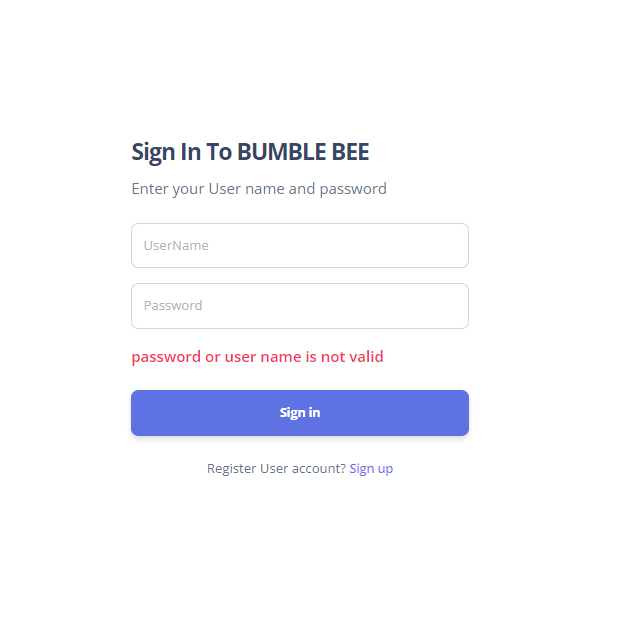 Sign In To BUMBLE BEE
Enter your User name and password
UserName
Password
password or user name is not valid
Sign in
Register User account? Sign up